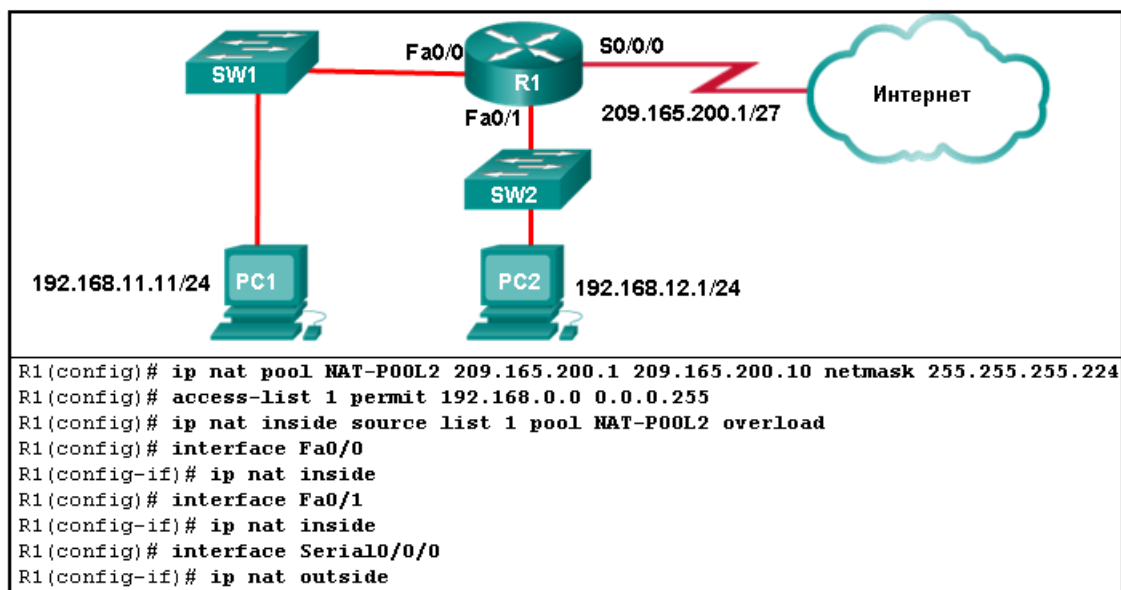 Fa0/0
S0/0/0
SW1
R1
Интернет
Fa0/1
209.165.200.1/27
SW2
192.168.11.11/24
PC1
PC2
192.168.12.1/24
R1(config)# ip nat pool NAT-POOL2 209.165.200.1 209.165.200.10 netmask 255.255.255.224
R1(config)# access-list 1 permit 192.168.0.0 0.0.0.255
R1(config)# ip nat inside source list 1 pool NAT-POOL2 overload
R1(config)# interface Fa0/0
R1(config-if)# ip nat inside
R1(config)# interface Fa0/1
R1(config-if)# ip nat inside
R1(config)# interface Serial0/0/0
R1(config-if)# ip nat outside